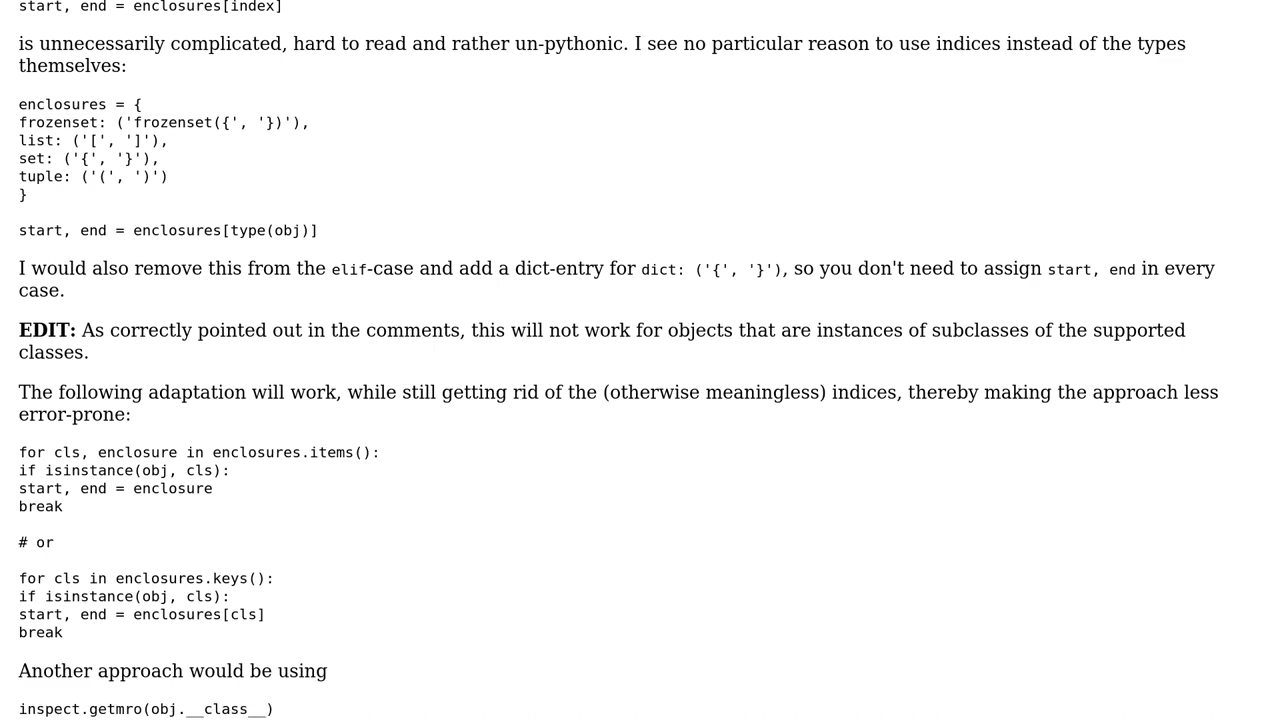 start, end = enclosures[index]
is unnecessarily complicated, hard to read and rather un-pythonic. I see no particular reason to use indices instead of the types
themselves:
enclosures = {
frozenset: ('frozenset({', '})'),
list: ('[', ']'),
set: ('{', '}'),
tuple: ('(', ')')
}
start, end = enclosures[type(obj)]
I would also remove this from the elif-case and add a dict-entry for dict: ('{', '}'), so you don't need to assign start, end in every
case.
EDIT: As correctly pointed out in the comments, this will not work for objects that are instances of subclasses of the supported
classes.
The following adaptation will work, while still getting rid of the (otherwise meaningless) indices, thereby making the approach less
error-prone:
for cls, enclosure in enclosures.items():
if isinstance(obj, cls):
start, end = enclosure
break
# or
for cls in enclosures.keys():
if isinstance(obj, cls):
start, end = enclosures[cls]
break
Another approach would be using
inspect.getmro(obj.__class__)